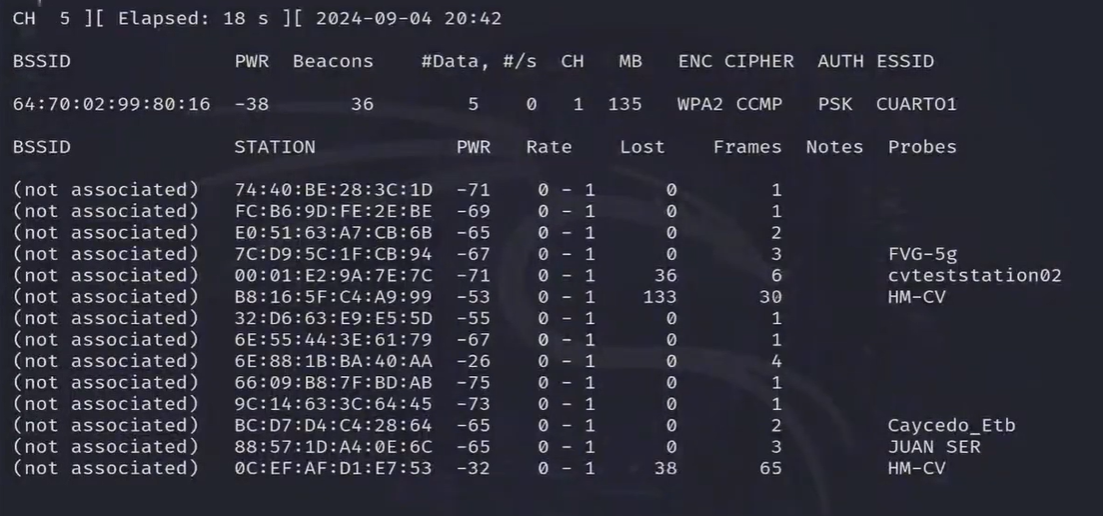 CH  5 ][ Elapsed: 18 s ][ 2024-09-04 20:42
BSSID              PWR  Beacons    #Data, #/s  CH   MB   ENC CIPHER  AUTH ESSID
64:70:02:99:80:16  -38       36        5    0   1  135   WPA2 CCMP   PSK  CUARTO1
BSSID              STATION            PWR   Rate    Lost    Frames  Notes  Probes
(not associated)   74:40:BE:28:3C:1D  -71    0 - 1      0        1
(not associated)   FC:B6:9D:FE:2E:BE  -69    0 - 1      0        1
(not associated)   E0:51:63:A7:CB:6B  -65    0 - 1      0        2
(not associated)   7C:D9:5C:1F:CB:94  -67    0 - 1      0        3         FVG-5g
(not associated)   00:01:E2:9A:7E:7C  -71    0 - 1     36        6         cvteststation02
(not associated)   B8:16:5F:C4:A9:99  -53    0 - 1    133       30         HM-CV
(not associated)   32:D6:63:E9:E5:5D  -55    0 - 1      0        1
(not associated)   6E:55:44:3E:61:79  -67    0 - 1      0        1
(not associated)   6E:88:1B:BA:40:AA  -26    0 - 1      0        4
(not associated)   66:09:B8:7F:BD:AB  -75    0 - 1      0        1
(not associated)   9C:14:63:3C:64:45  -73    0 - 1      0        1
(not associated)   BC:D7:D4:C4:28:64  -65    0 - 1      0        2         Caycedo_Etb
(not associated)   88:57:1D:A4:0E:6C  -65    0 - 1      0        3         JUAN SER
(not associated)   0C:EF:AF:D1:E7:53  -32    0 - 1     38       65         HM-CV